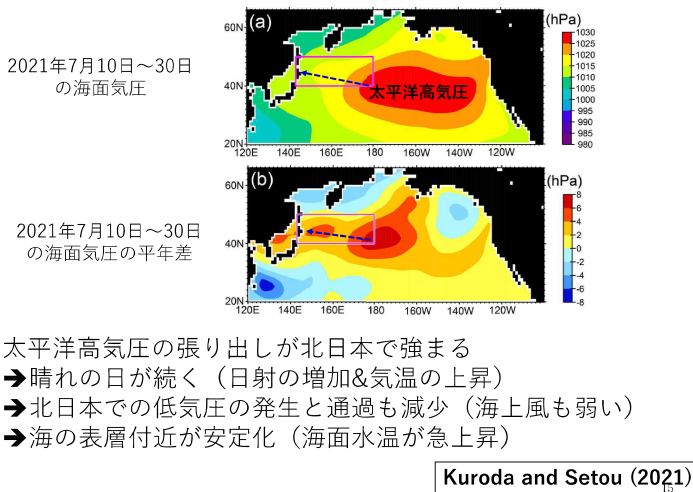 2021年7月10日~30日
の海面気圧
(a)
(hPa)
60N
40N
20N
120E 140E 160E 180 160W 140W 120W
太平洋高気圧
1030
1025
1020
1015
1010
1005
1000
995
990
985
980
2021年7月10日~30日
の海面気圧の平年差
(b)
(hPa)
60N
40N
20N
120E 140E 160E 180 160W 140W 120W
8
6
4
2
0
-2
-4
-6
-8
太平洋高気圧の張り出しが北日本で強まる
➔晴れの日が続く(日射の増加&気温の上昇)
➔北日本での低気圧の発生と通過も減少(海上風も弱い)
➔海の表層付近が安定化(海面水温が急上昇)
Kuroda and Setou (2021)